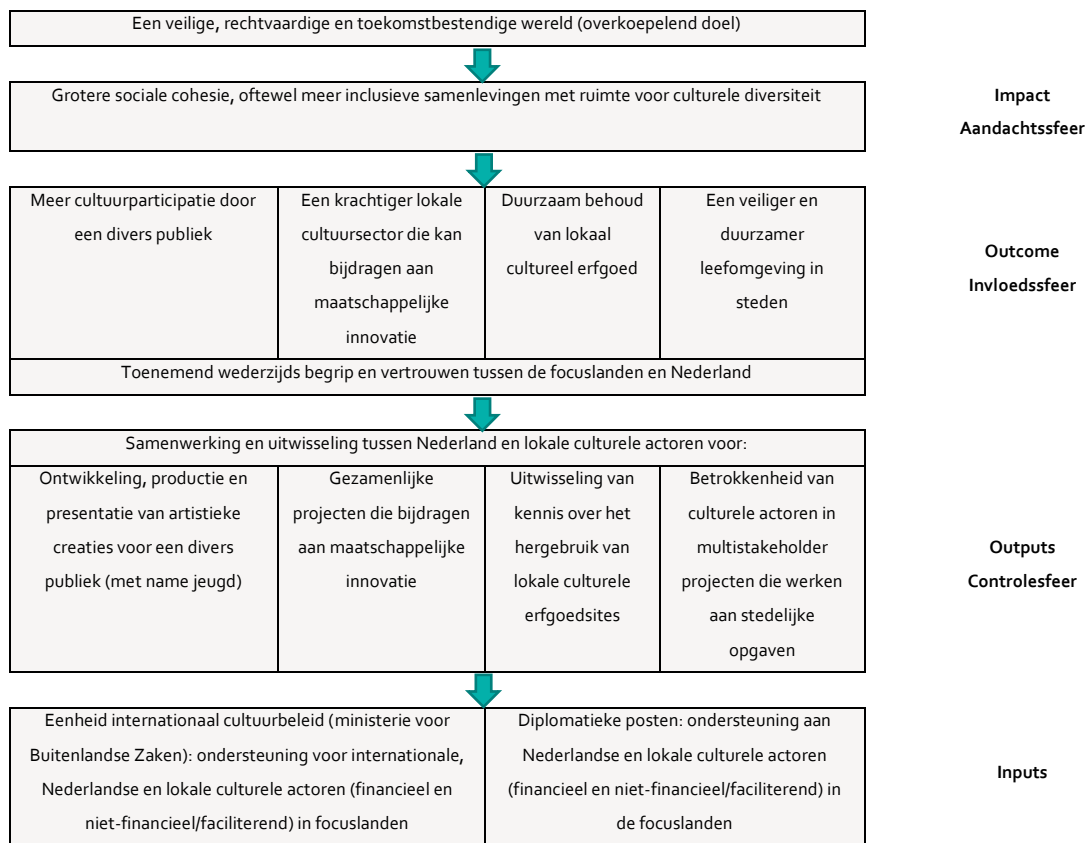 Een veilige, rechtvaardige en toekomstbestendige wereld (overkoepelend doel)
Grotere sociale cohesie, oftewel meer inclusieve samenlevingen met ruimte voor culturele diversiteit
Impact
Aandachtssfeer
Meer cultuurparticipatie door
een divers publiek
Een krachtiger lokale
cultuursector die kan
bijdragen aan
maatschappelijke
innovatie
Duurzaam behoud
van lokaal
cultureel erfgoed
Een veiliger en
duurzamer
leefomgeving in
steden
Outcome
Invloedssfeer
Toenemend wederzijds begrip en vertrouwen tussen de focuslanden en Nederland
Samenwerking en uitwisseling tussen Nederland en lokale culturele actoren voor:
Ontwikkeling, productie en
presentatie van artistieke
creaties voor een divers
publiek (met name jeugd)
Gezamenlijke
projecten die bijdragen
aan maatschappelijke
innovatie
Uitwisseling van
kennis over het
hergebruik van
lokale culturele
erfgoedsites
Betrokkenheid van
culturele actoren in
multistakeholder
projecten die werken
aan stedelijke
opgaven
Outputs
Controlesfeer
Eenheid internationaal cultuurbeleid (ministerie voor
Buitenlandse Zaken): ondersteuning voor internationale,
Nederlandse en lokale culturele actoren (financieel en
niet-financieel/faciliterend) in focuslanden
Diplomatieke posten: ondersteuning aan
Nederlandse en lokale culturele actoren
(financieel en niet-financieel/faciliterend) in
de focuslanden
Inputs